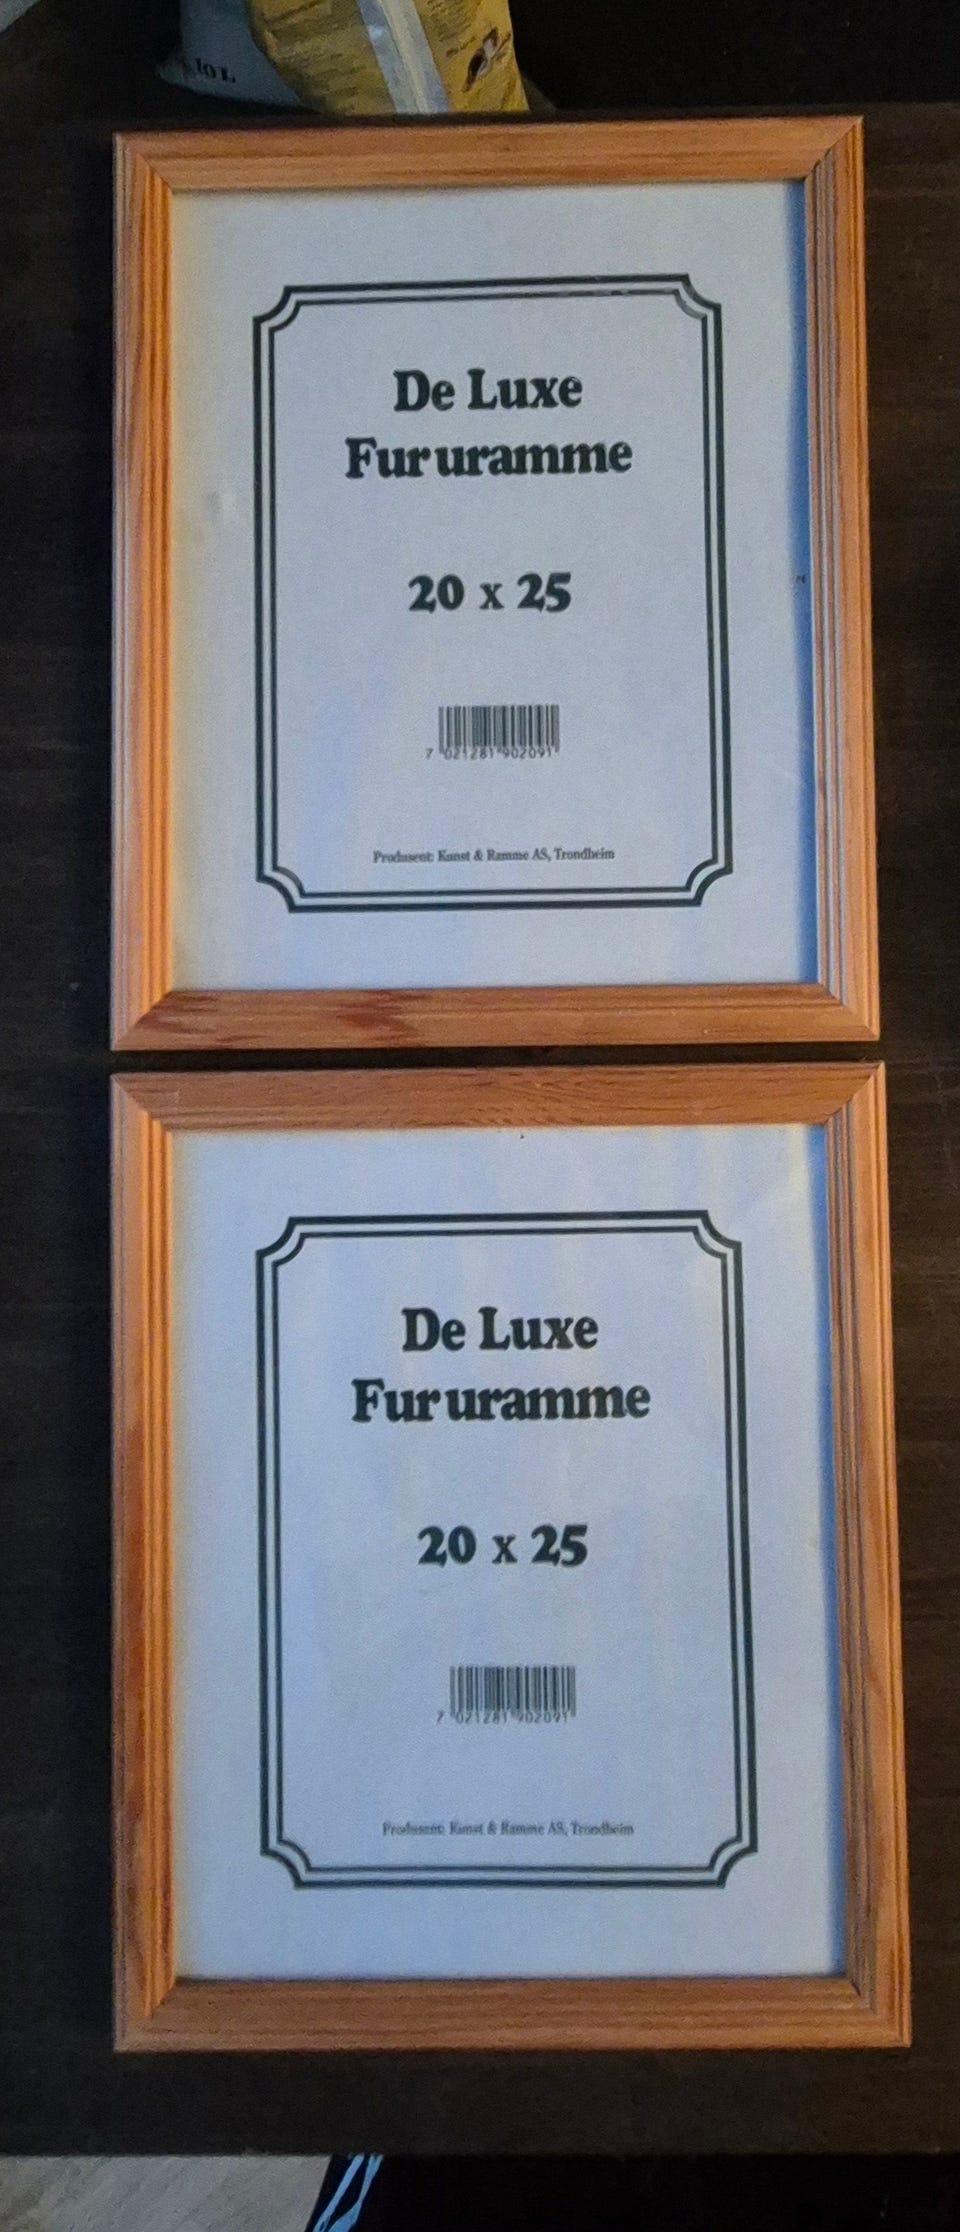 10L
De Luxe
Fururamme
20 x 25
7 021281 902091
Produsent: Kunst & Ramme AS, Trondheim
De Luxe
Fururamme
20 x 25
7 021281 902091
Produsent: Kunst & Ramme AS, Trondheim